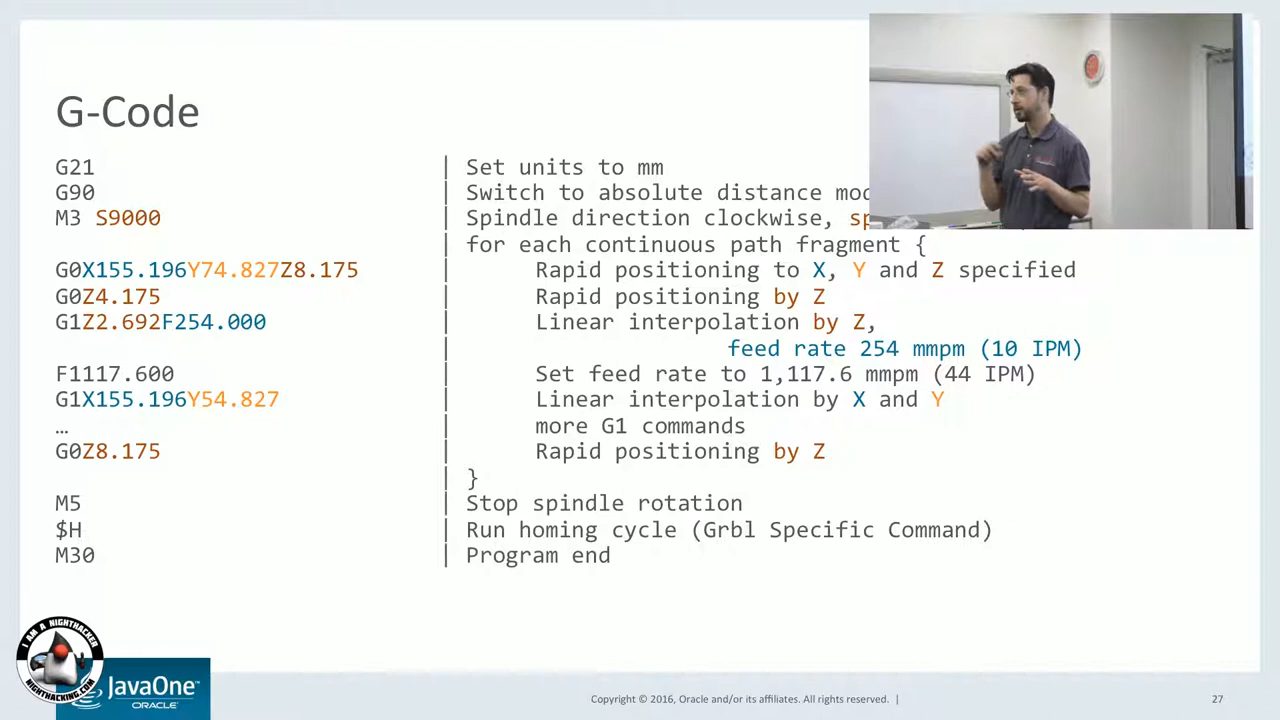 G-Code
G21 | Set units to mm
G90 | Switch to absolute distance
M3 S9000 | Spindle direction clockwise,
| for each continuous path fragment {
G0X155.196Y74.827Z8.175 | Rapid positioning to X, Y and Z specified
G0Z4.175 | Rapid positioning by Z
G1Z2.692F254.000 | Linear interpolation by Z,
| feed rate 254 mmpm (10 IPM)
F1117.600 | Set feed rate to 1,117.6 mmpm (44 IPM)
G1X155.196Y54.827 | Linear interpolation by X and Y
… | more G1 commands
G0Z8.175 | Rapid positioning by Z
| }
M5 | Stop spindle rotation
$H | Run homing cycle (Grbl Specific Command)
M30 | Program end
I AM A NIGHTHACKER
NIGHTHACKING.COM
JavaOne™
ORACLE
Copyright © 2016, Oracle and/or its affiliates. All rights reserved. |
27